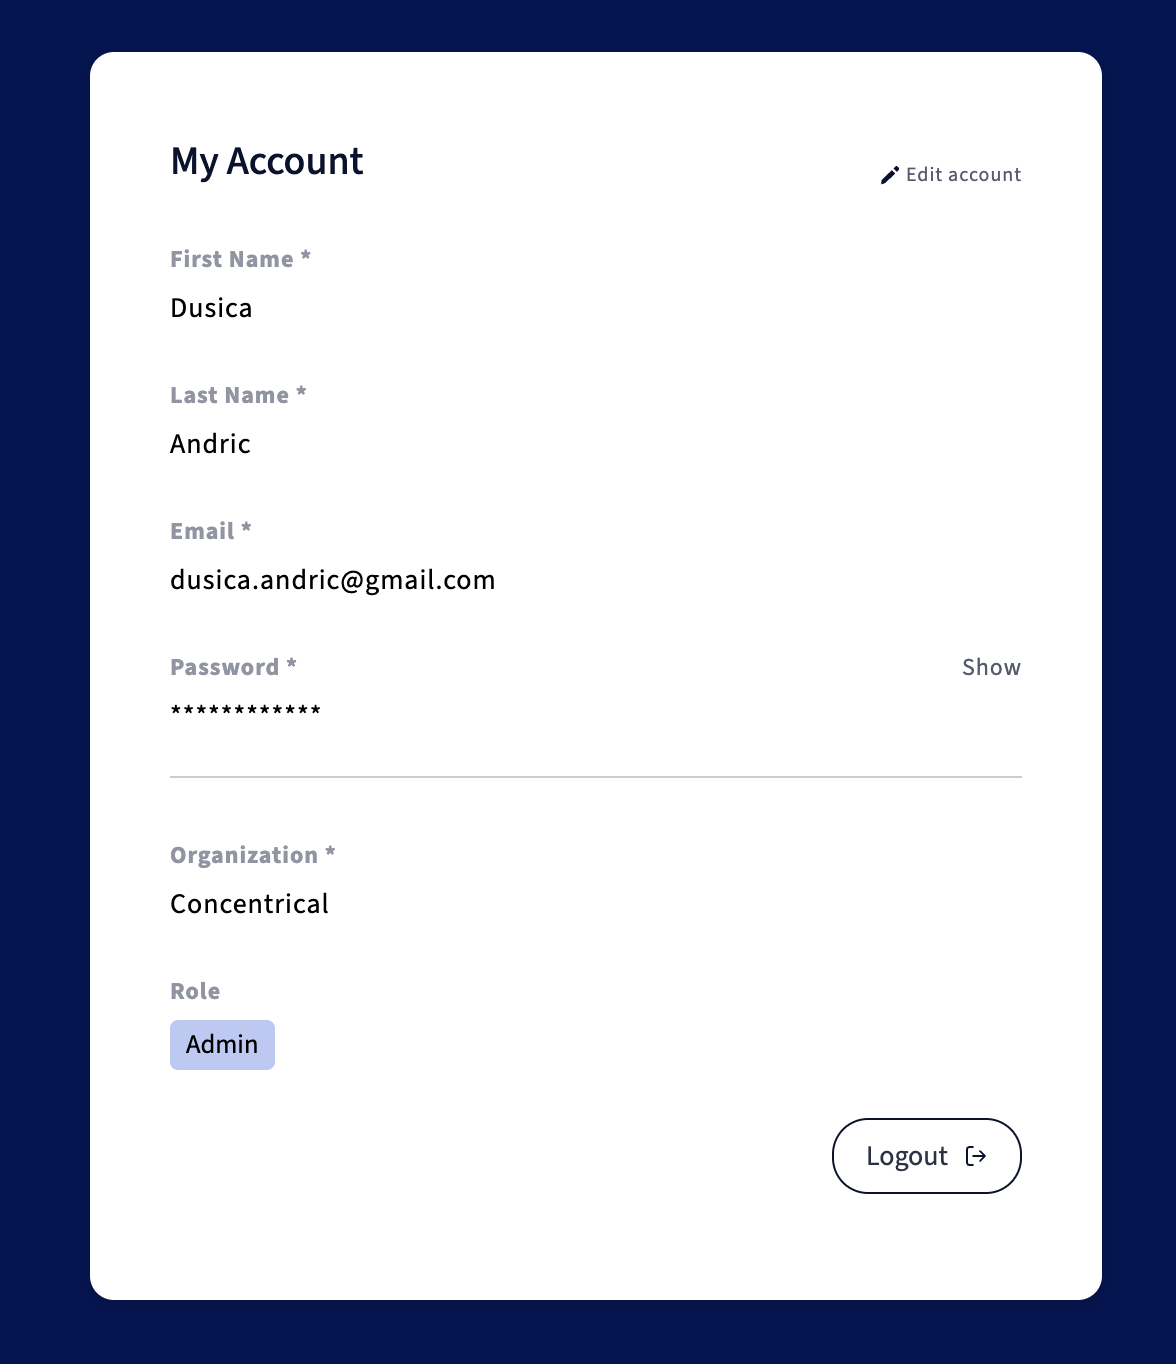 My Account
Edit account
First Name *
Dusica
Last Name *
Andric
Email *
dusica.andric@gmail.com
Password *
Show
************
Organization *
Concentrical
Role
Admin
Logout